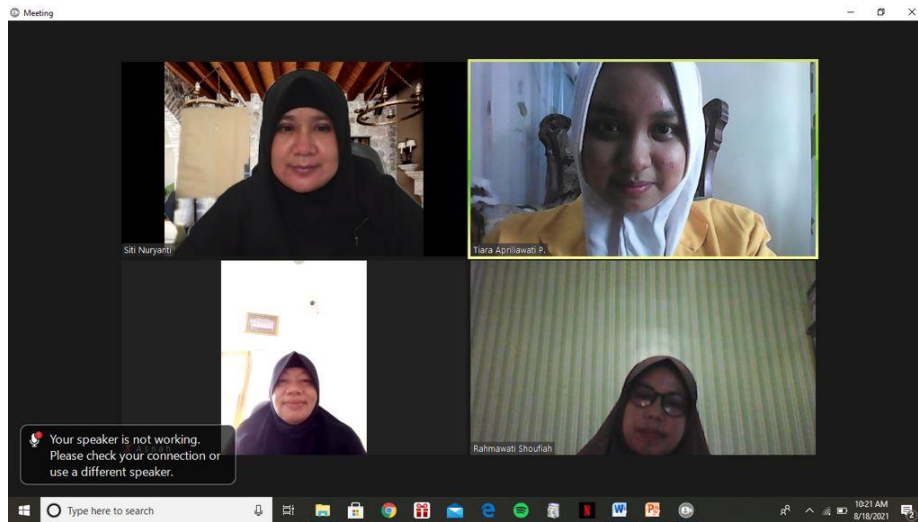 Meeting
Siti Nuryanti
Tiara Apriliawati P.
Asnah
Rahmawati Shoufiah
Your speaker is not working.
Please check your connection or
use a different speaker.
Type here to search
10:21 AM
8/18/2021